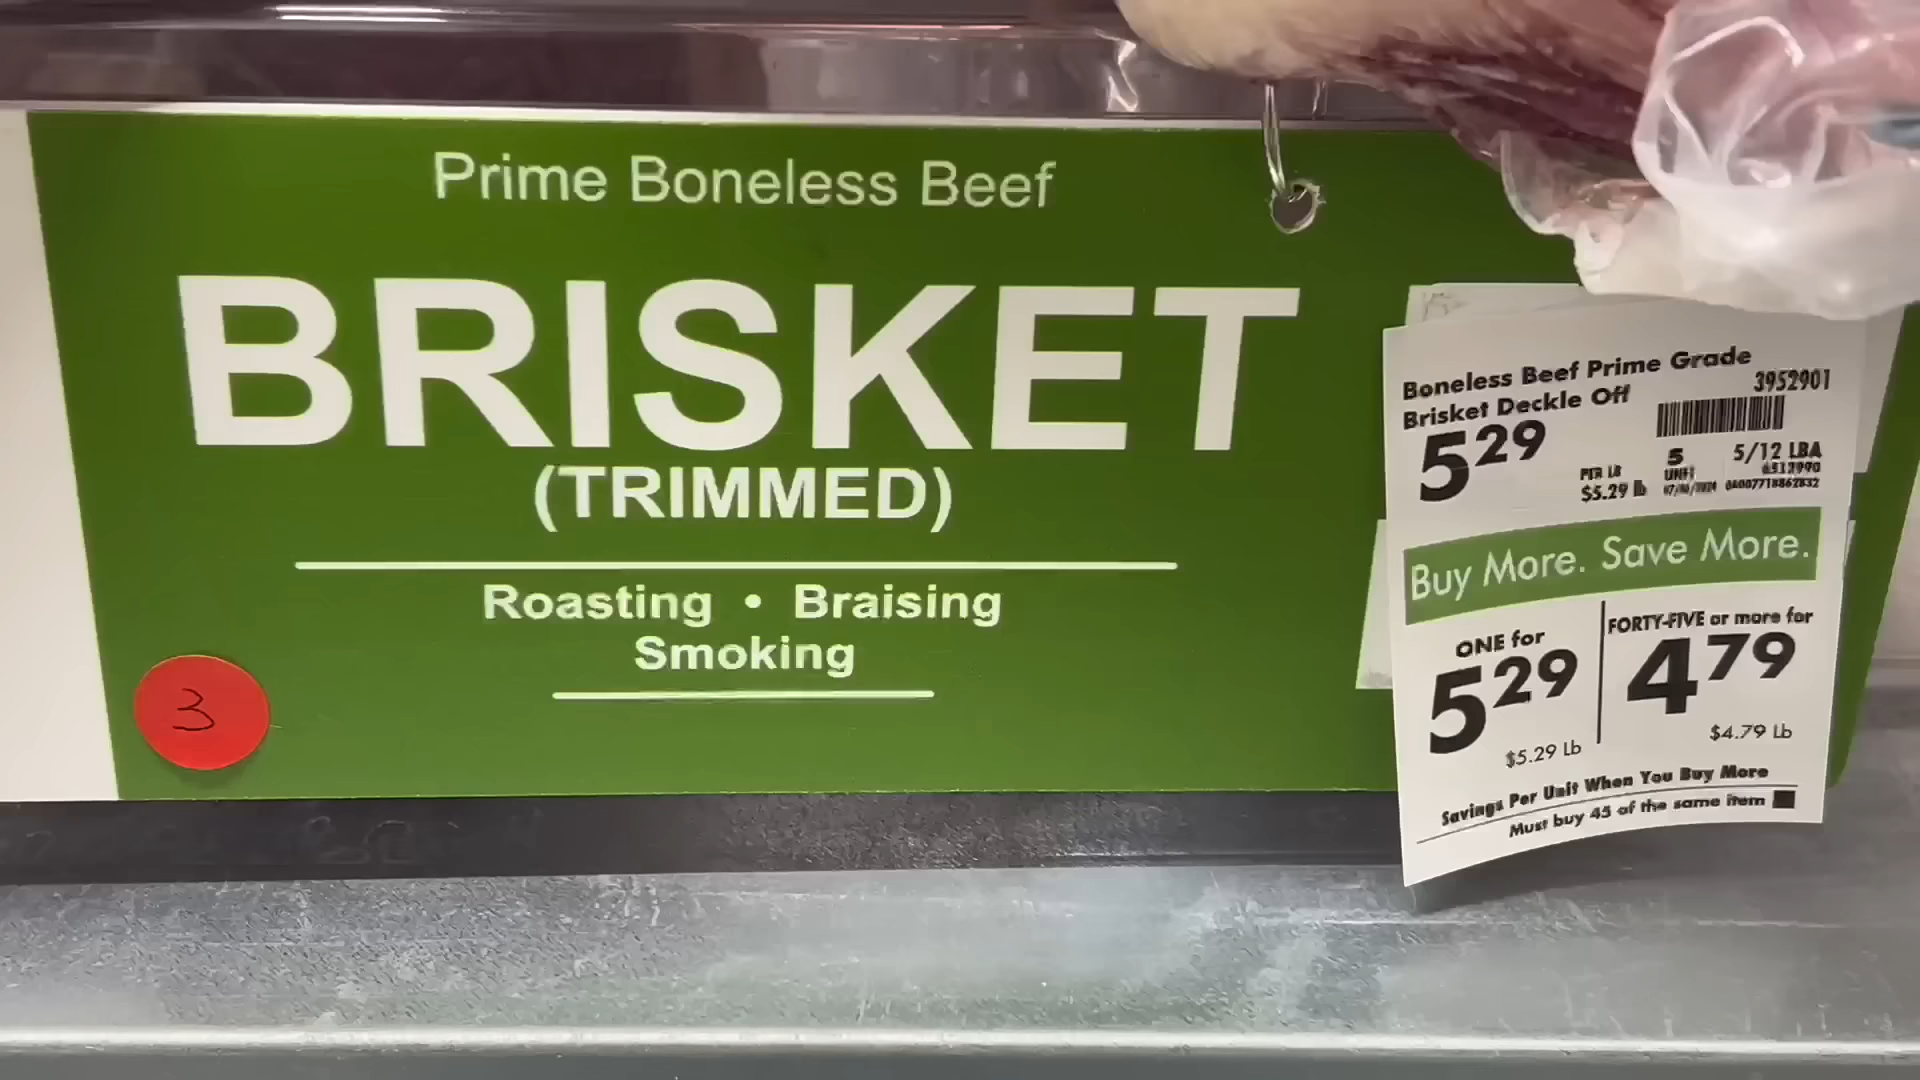 Prime Boneless Beef
BRISKET
(TRIMMED)
Roasting • Braising
Smoking
3
Boneless Beef Prime Grade
Brisket Deckle Off
3952901
5 29
PER LB
$5.29 lb
5
UNIT
5/12 LBA
Buy More. Save More.
ONE for
5 29
$5.29 Lb
FORTY-FIVE or more for
4 79
$4.79 Lb
Savings Per Unit When You Buy More
Must buy 45 of the same item